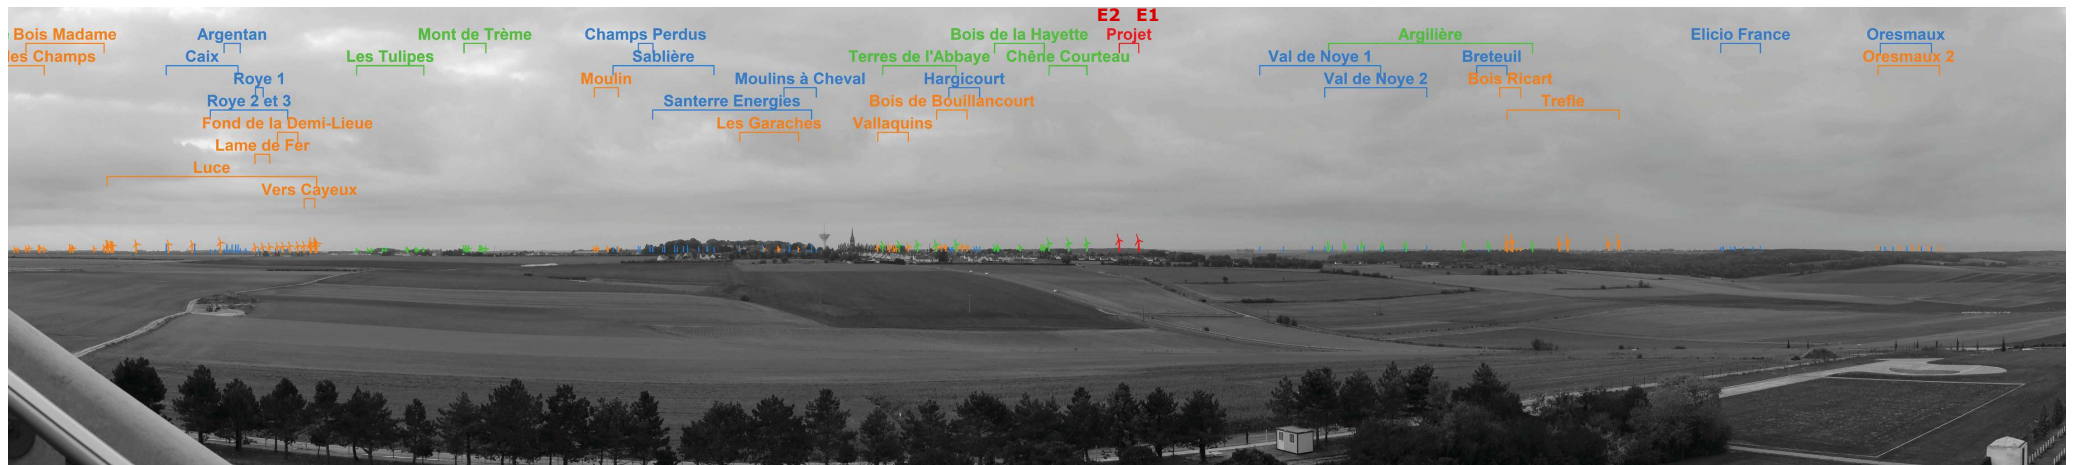 E2 E1
Bois Madame Argentan Mont de Trème Champs Perdus Bois de la Hayette Projet Argilière Elicio France Oresmaux
les Champs Caix Les Tulipes Sablière Terres de l'Abbaye Chêne Courteau Val de Noye 1 Breteuil Oresmaux 2
Roye 1 Moulin Moulins à Cheval Hargicourt Val de Noye 2 Bois Ricart
Roye 2 et 3 Santerre Energies Bois de Bouillancourt Trefle
Fond de la Demi-Lieue Les Garaches Vallaquins
Lame de Fer
Luce
Vers Cayeux